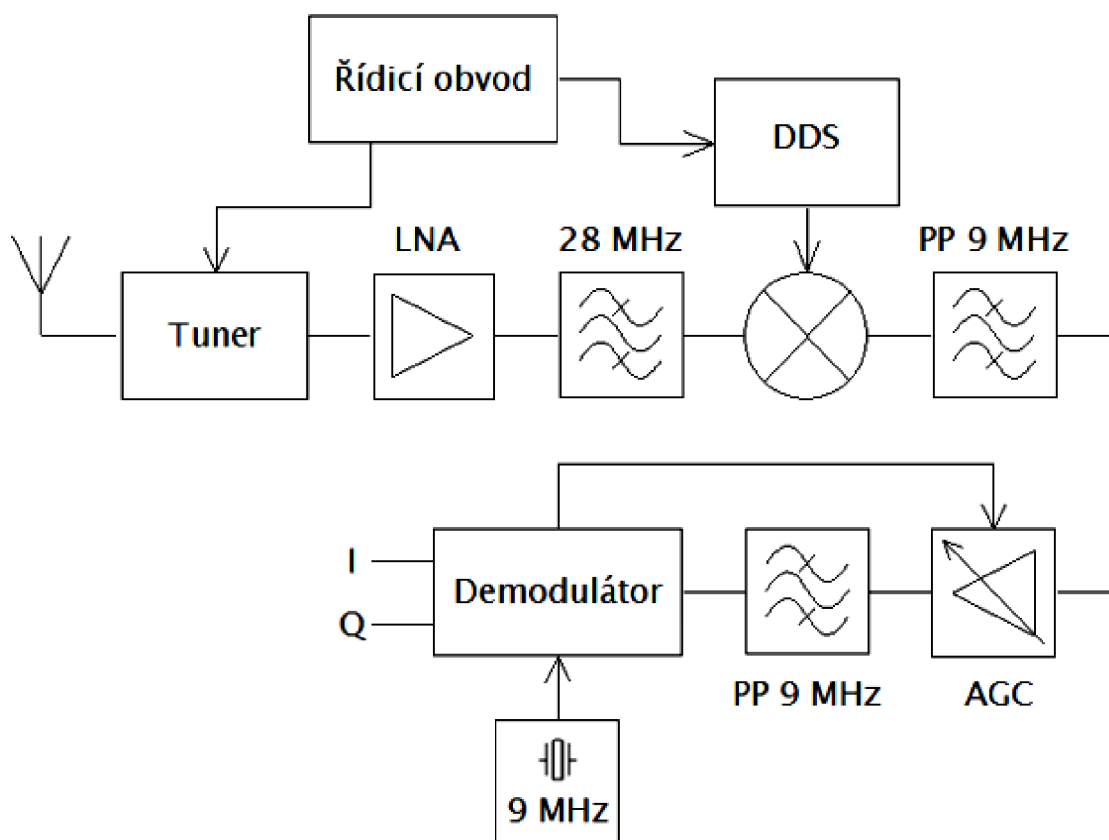 Řídicí obvod
DDS
LNA
28 MHz
PP 9 MHz
Tuner
I
Q
Demodulátor
PP 9 MHz
AGC
9 MHz